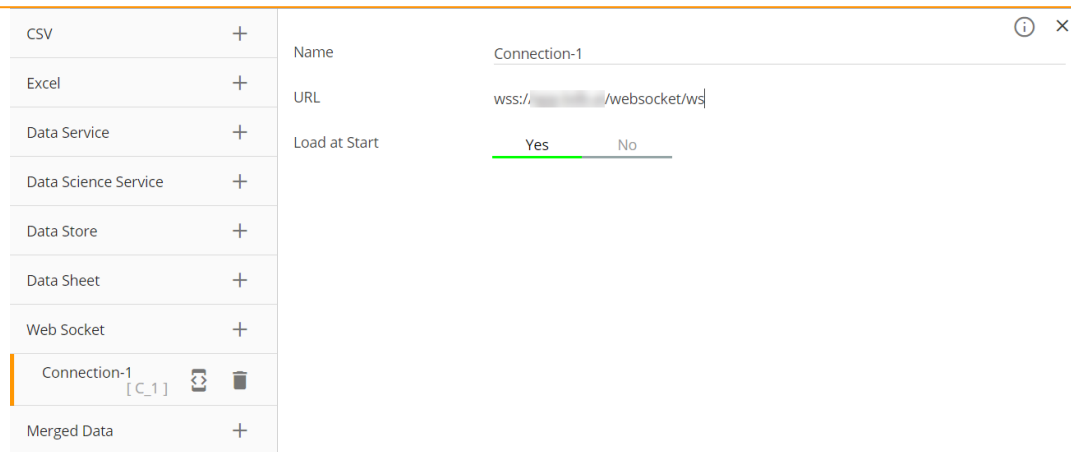 CSV
Excel
Data Service
Data Science Service
Data Store
Data Sheet
Web Socket
Connection-1
[ C_1 ]
Merged Data
Name
Connection-1
URL
wss:// /websocket/ws
Load at Start
Yes
No